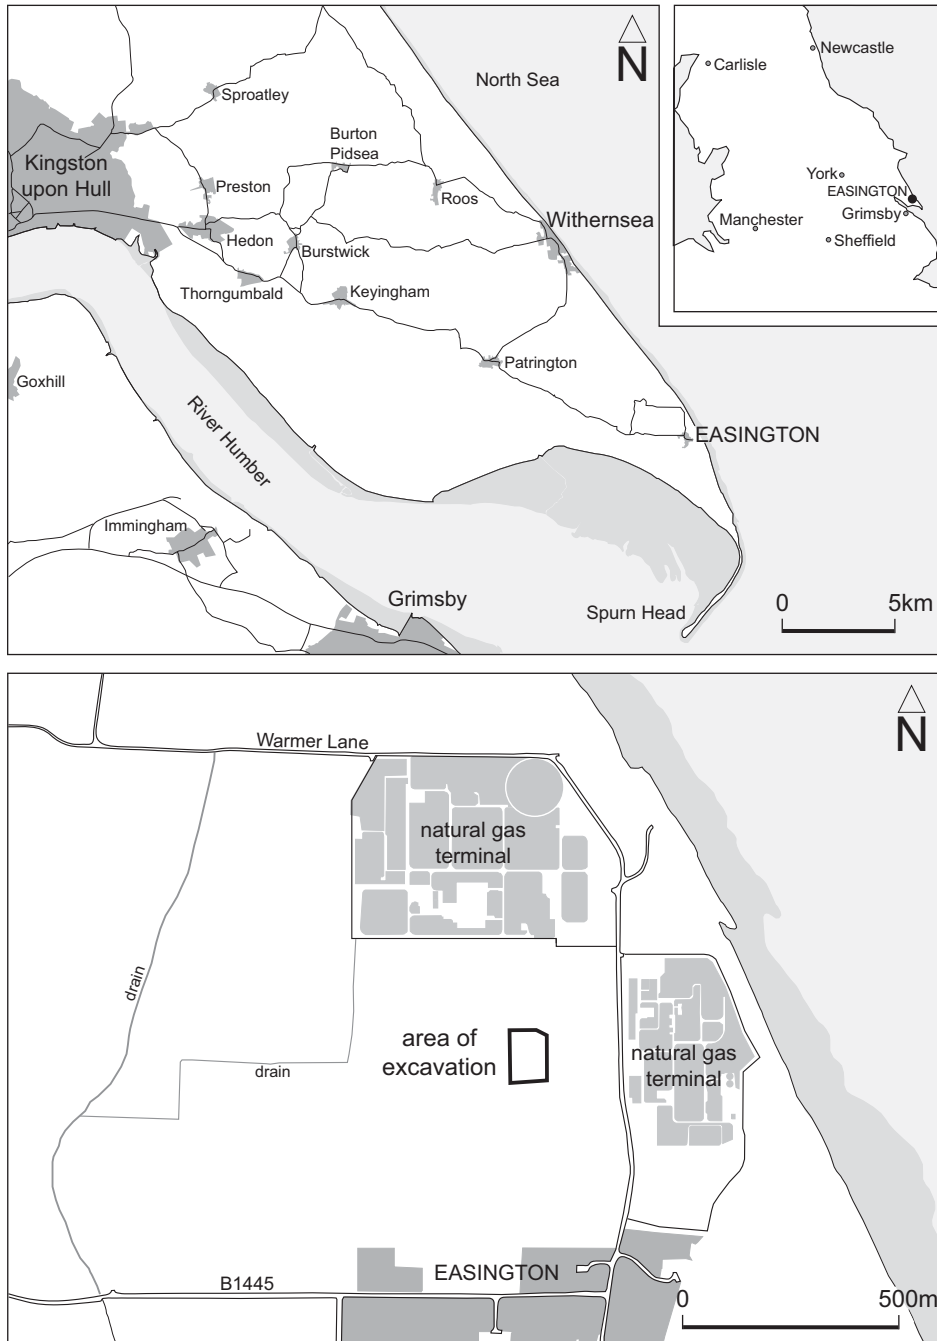 N
North Sea
Sproatley
Burton
Pidsea
Kingston
upon Hull
Preston
Roos
Withernsea
Hedon
Burstwick
Thorngumbald
Keyingham
Patrington
Goxhill
River Humber
EASINGTON
Immingham
Grimsby
Spurn Head
0
5km
Newcastle
Carlisle
York
EASINGTON
Grimsby
Manchester
Sheffield
N
Warmer Lane
natural gas
terminal
drain
area of
excavation
natural gas
terminal
drain
B1445
EASINGTON
0
500m